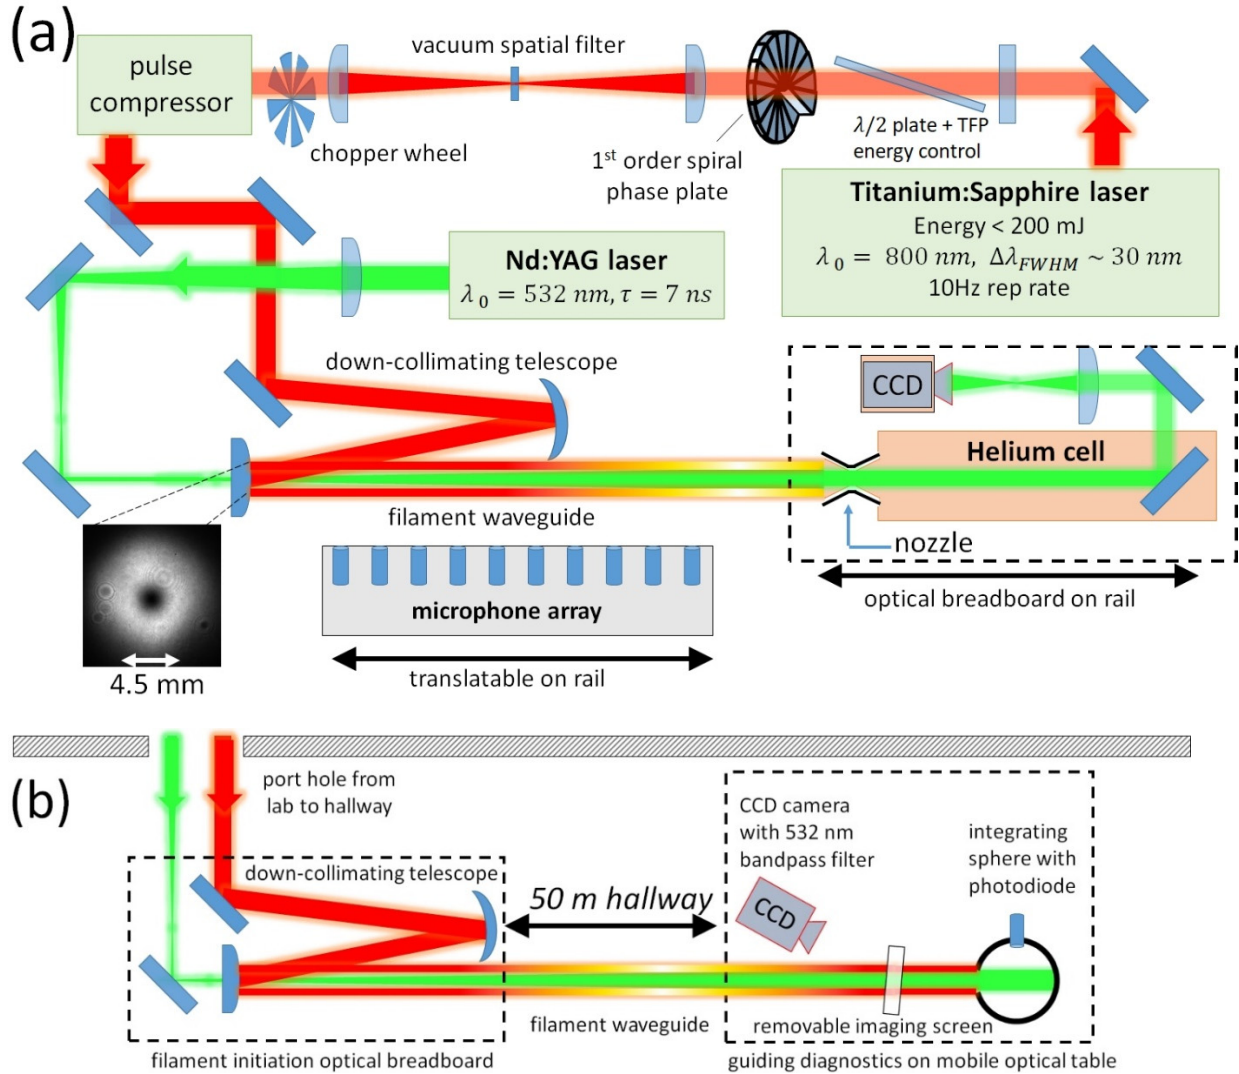 (a)
pulse
compressor
vacuum spatial filter
chopper wheel
1st order spiral
phase plate
λ/2 plate + TFP
energy control
Titanium:Sapphire laser
Energy < 200 mJ
λ0 = 800 nm, ΔλFWHM ~ 30 nm
10Hz rep rate
Nd:YAG laser
λ0 = 532 nm, τ = 7 ns
down-collimating telescope
CCD
Helium cell
filament waveguide
nozzle
optical breadboard on rail
microphone array
translatable on rail
4.5 mm
(b)
port hole from
lab to hallway
down-collimating telescope
50 m hallway
CCD camera
with 532 nm
bandpass filter
CCD
integrating
sphere with
photodiode
filament waveguide
removable imaging screen
filament initiation optical breadboard
guiding diagnostics on mobile optical table